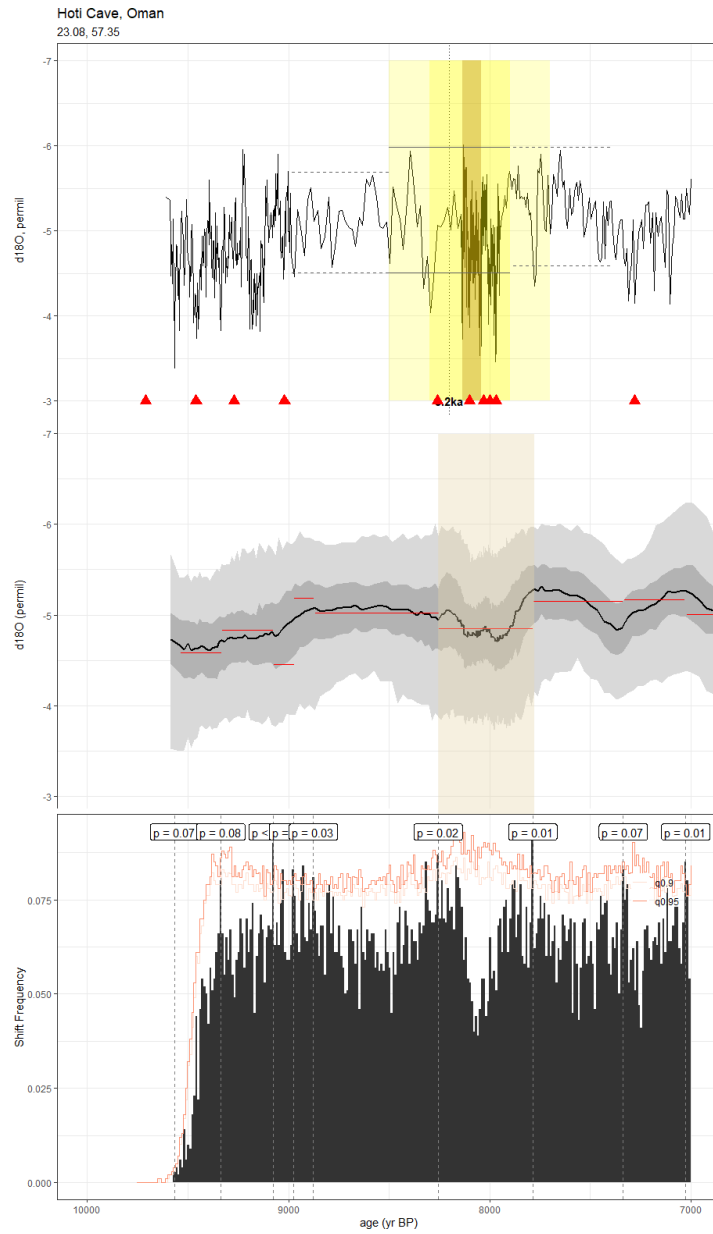 Hoti Cave, Oman
23.08, 57.35
-7
-6
-5
-4
-3
d18O, permil
-7
-6
-5
-4
-3
d18O (permil)
p = 0.07
p = 0.08
p <
p =
p = 0.03
p = 0.02
p = 0.01
p = 0.07
p = 0.01
q0.9
q0.95
0.075
0.050
0.025
0.000
Shift Frequency
10000
9000
8000
7000
age (yr BP)